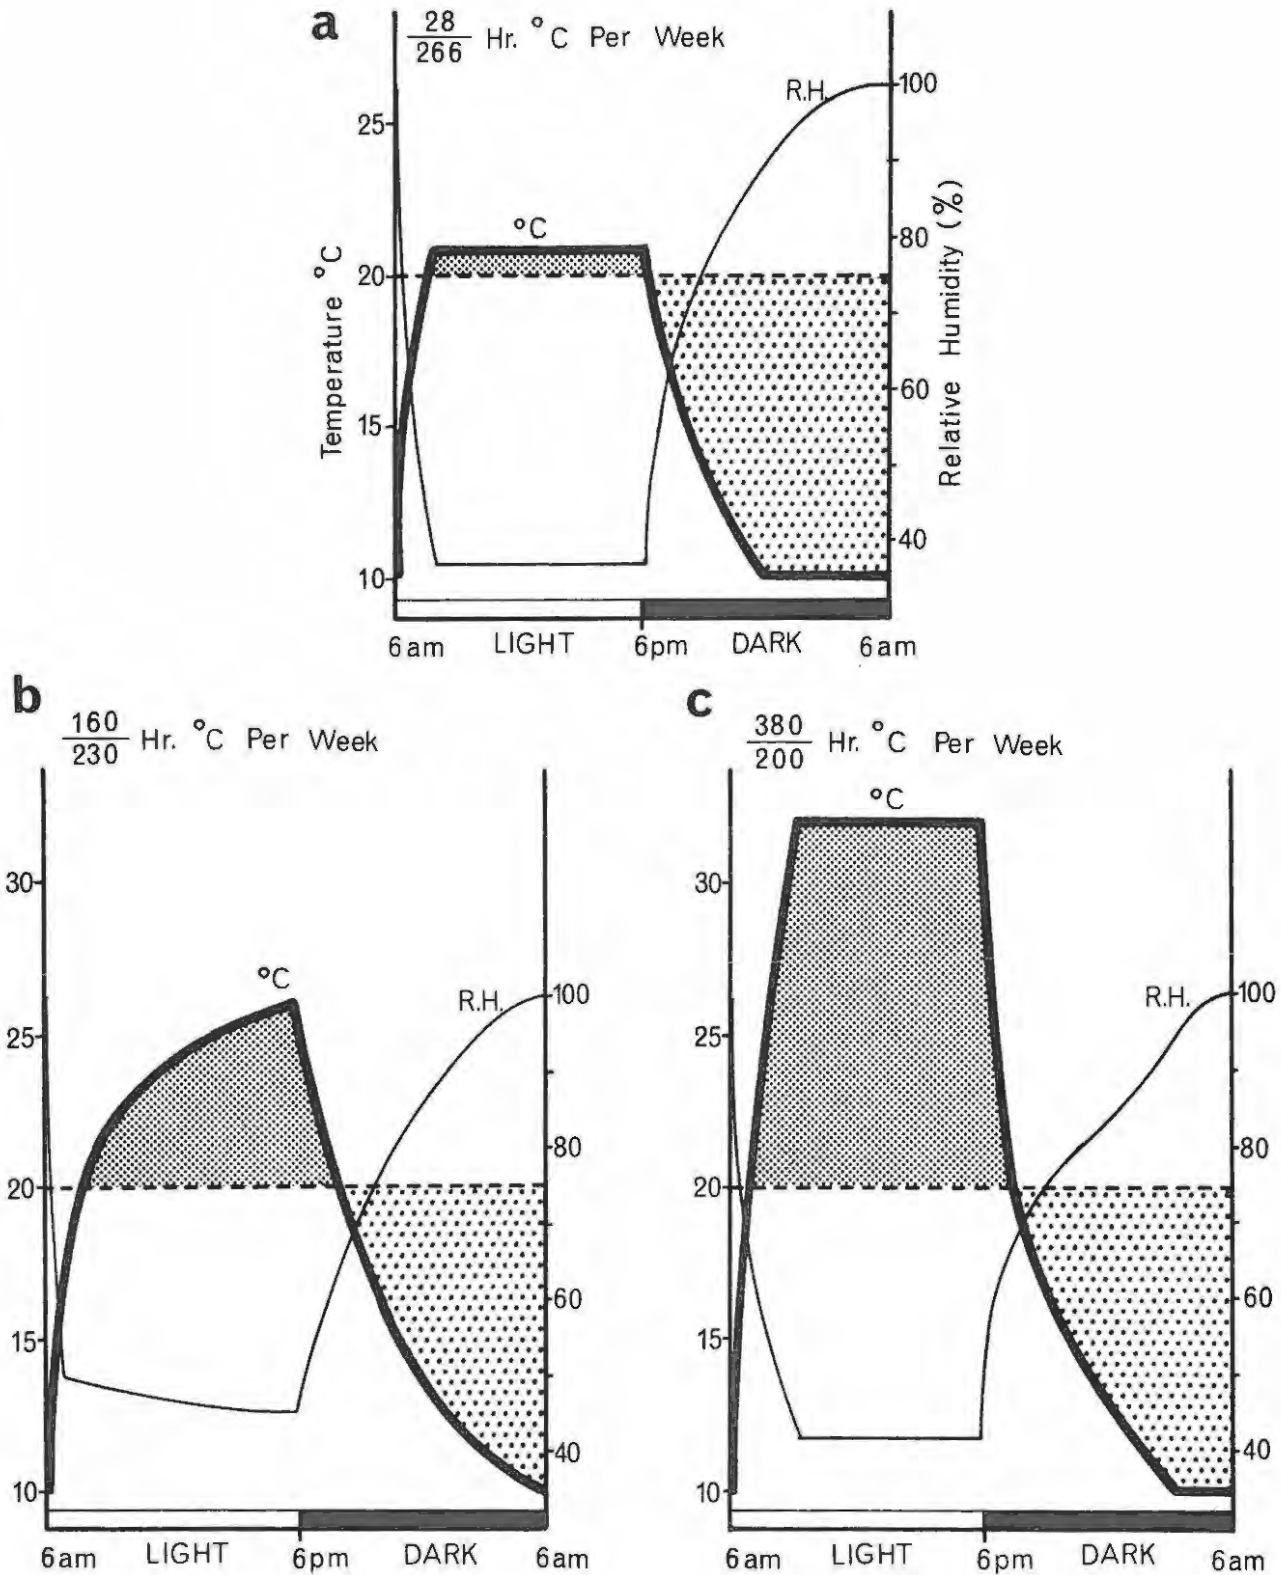 a
28
266 Hr. °C Per Week
R.H.
100
25
°C
80
20
Temperature °C
Relative Humidity (%)
60
15
40
10
6am LIGHT 6pm DARK 6am
b
160
230 Hr. °C Per Week
30
°C
R.H.
100
25
80
20
60
15
40
10
6am LIGHT 6pm DARK 6am
c
380
200 Hr. °C Per Week
°C
30
R.H.
100
25
80
20
60
15
40
10
6am LIGHT 6pm DARK 6am